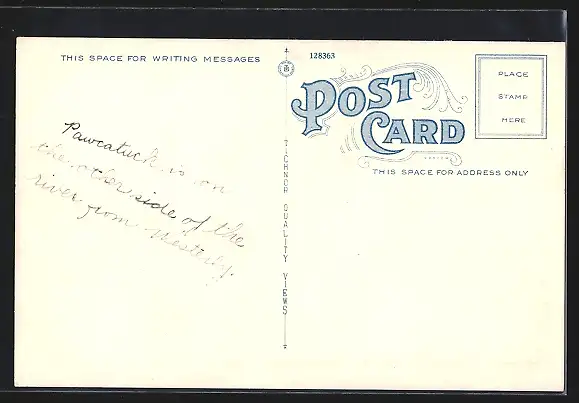 THIS SPACE FOR WRITING MESSAGES
Pawcatuck is on
the other side of the
river from Westerly.
TICHNOR QUALITY VIEWS
128363
POST
CARD
THIS SPACE FOR ADDRESS ONLY
PLACE
STAMP
HERE